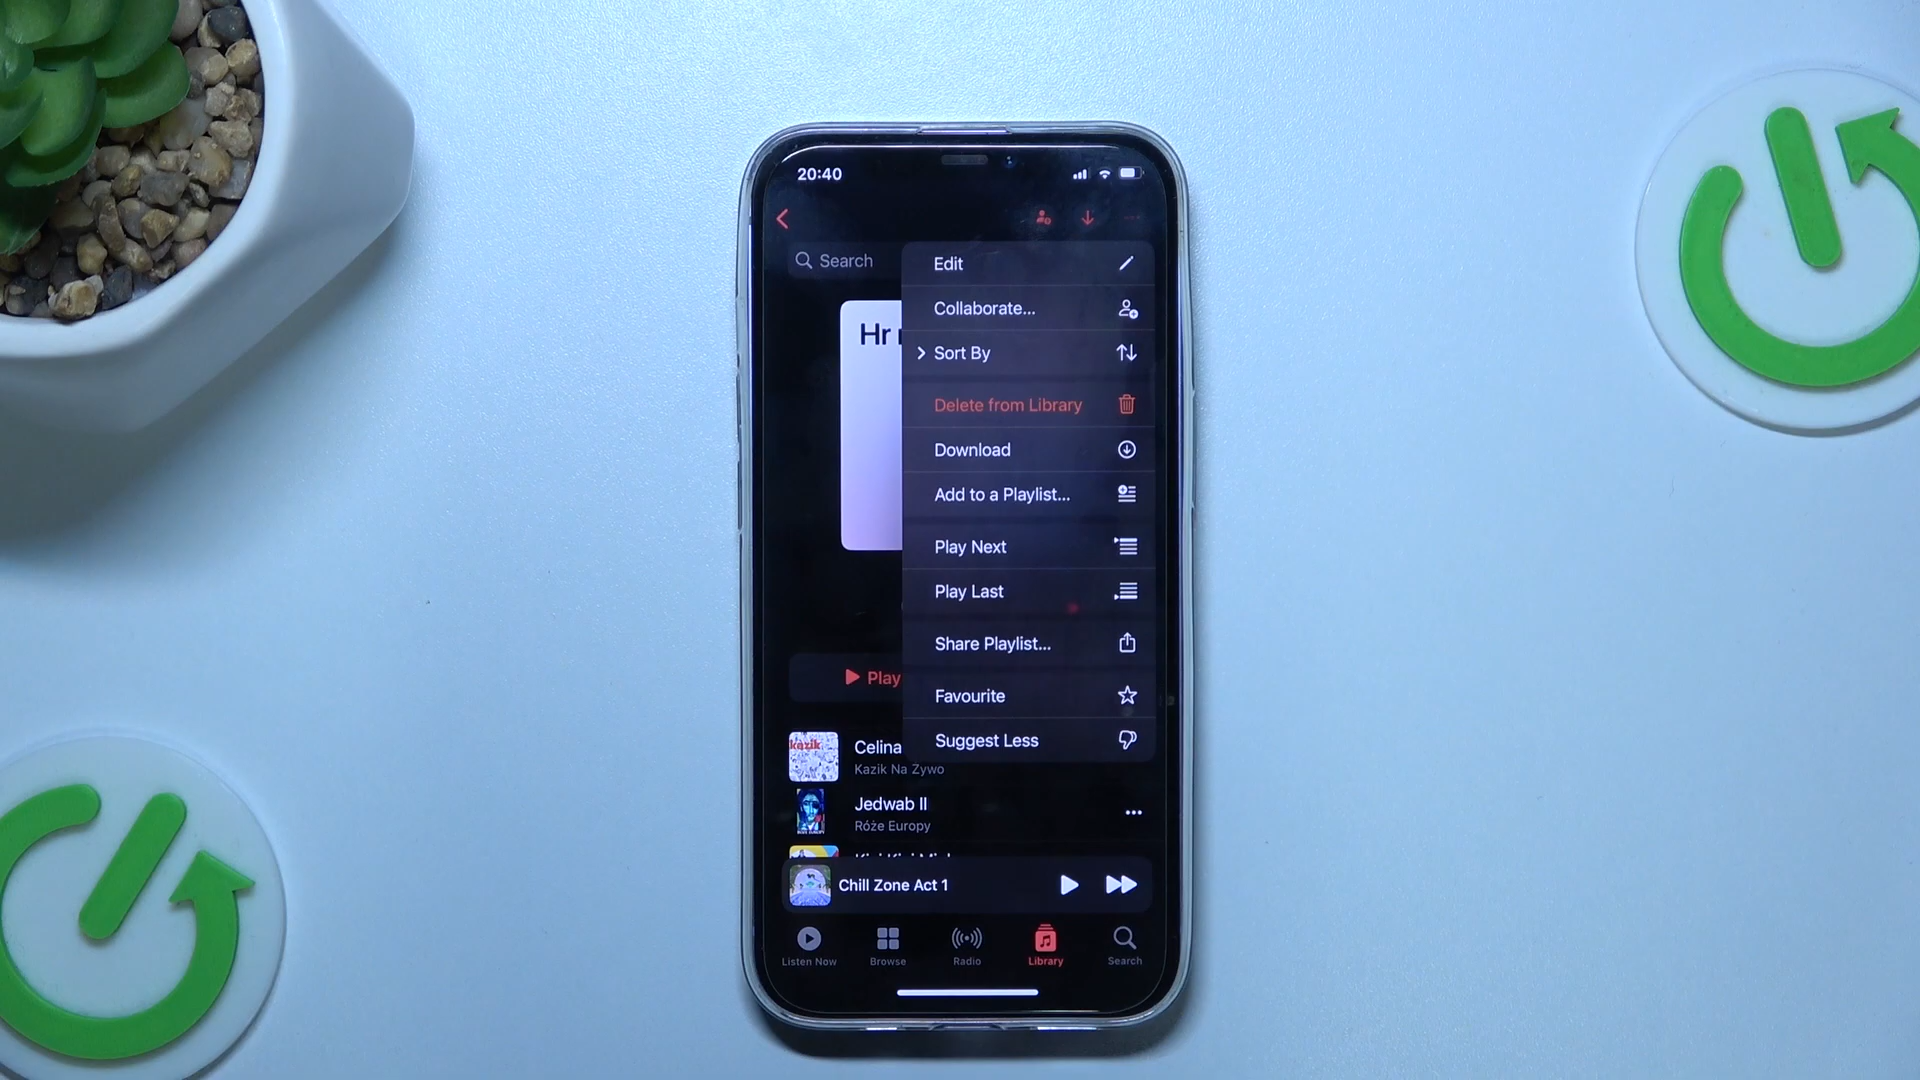 20:40
Search
Edit
Collaborate...
Sort By
Delete from Library
Download
Add to a Playlist...
Play Next
Play Last
Share Playlist...
Favourite
Suggest Less
Hr
Play
kazik
Celina
Kazik Na Zywo
Jedwab II
Róże Europy
Chill Zone Act 1
Listen Now
Browse
Radio
Library
Search